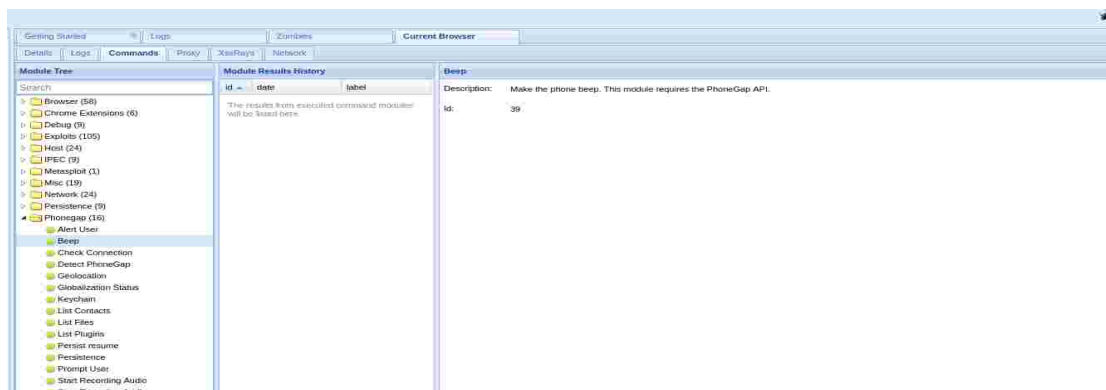 Getting Started Logs Zombies Current Browser
Details Logs Commands Proxy XssRays Network
Module Tree
Search
Browser (58)
Chrome Extensions (6)
Debug (9)
Exploits (105)
Host (24)
IPEC (9)
Metasploit (1)
Misc (19)
Network (24)
Persistence (9)
Phonegap (16)
Alert User
Beep
Check Connection
Detect PhoneGap
Geolocation
Globalization Status
Keychain
List Contacts
List Files
List Plugins
Persist resume
Persistence
Prompt User
Start Recording Audio
Module Results History
id date label
The results from executed command modules
will be listed here.
Beep
Description: Make the phone beep. This module requires the PhoneGap API.
Id: 39